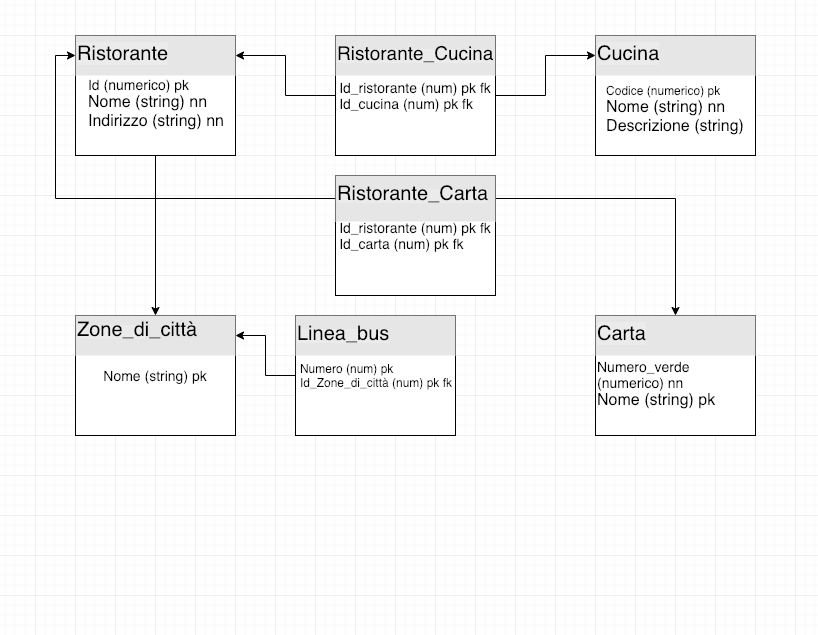 Ristorante
Id (numerico) pk
Nome (string) nn
Indirizzo (string) nn
Ristorante_Cucina
Id_ristorante (num) pk fk
Id_cucina (num) pk fk
Cucina
Codice (numerico) pk
Nome (string) nn
Descrizione (string)
Ristorante_Carta
Id_ristorante (num) pk fk
Id_carta (num) pk fk
Zone_di_città
Nome (string) pk
Linea_bus
Numero (num) pk
Id_Zone_di_città (num) pk fk
Carta
Numero_verde
(numerico) nn
Nome (string) pk